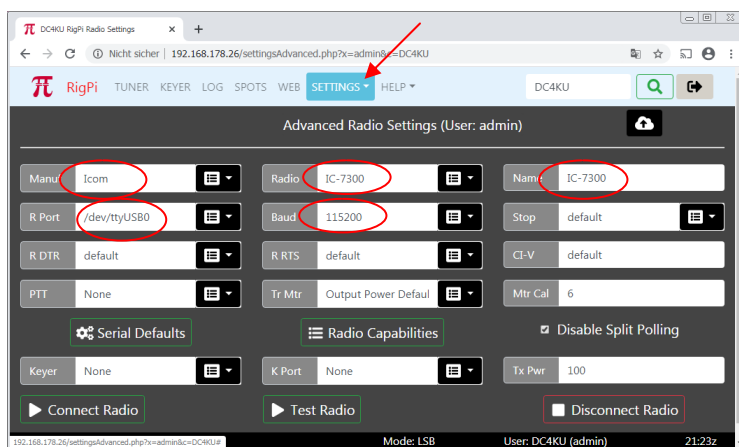 DC4KU RigPi Radio Settings
Nicht sicher | 192.168.178.26/settingsAdvanced.php?x=admin&c=DC4KU
RigPi TUNER KEYER LOG SPOTS WEB SETTINGS HELP DC4KU
Advanced Radio Settings (User: admin)
Manuf Icom Radio IC-7300 Name IC-7300
R Port /dev/ttyUSB0 Baud 115200 Stop default
R DTR default R RTS default CI-V default
PTT None Tr Mtr Output Power Defaul Mtr Cal 6
Serial Defaults Radio Capabilities Disable Split Polling
Keyer None K Port None Tx Pwr 100
Connect Radio Test Radio Disconnect Radio
192.168.178.26/settingsAdvanced.php?x=admin&c=DC4KU# Mode: LSB User: DC4KU (admin) 21:23z